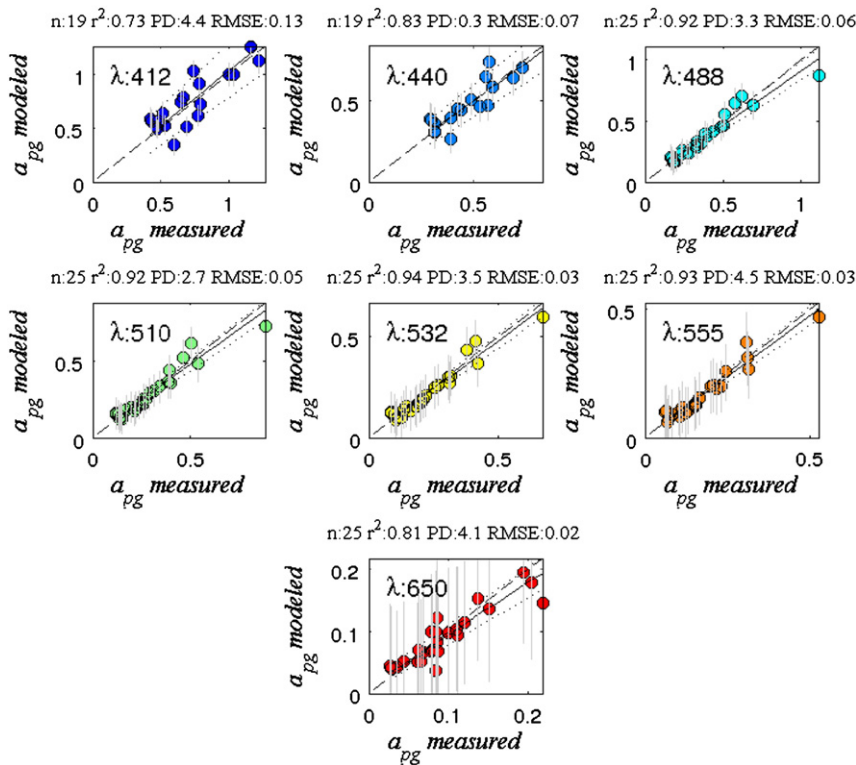 n:19 r²:0.73 PD:4.4 RMSE:0.13
n:19 r²:0.83 PD:0.3 RMSE:0.07
n:25 r²:0.92 PD:3.3 RMSE:0.06
a_pg modeled
1
0.5
0
λ:412
0
0.5
1
a_pg measured
a_pg modeled
0.5
0
λ:440
0
0.5
a_pg measured
a_pg modeled
1
0.5
0
λ:488
0
0.5
1
a_pg measured
n:25 r²:0.92 PD:2.7 RMSE:0.05
n:25 r²:0.94 PD:3.5 RMSE:0.03
n:25 r²:0.93 PD:4.5 RMSE:0.03
a_pg modeled
0.5
0
λ:510
0
0.5
a_pg measured
a_pg modeled
0.5
0
λ:532
0
0.5
a_pg measured
a_pg modeled
0.5
0
λ:555
0
0.5
a_pg measured
n:25 r²:0.81 PD:4.1 RMSE:0.02
a_pg modeled
0.2
0.1
0
λ:650
0
0.1
0.2
a_pg measured